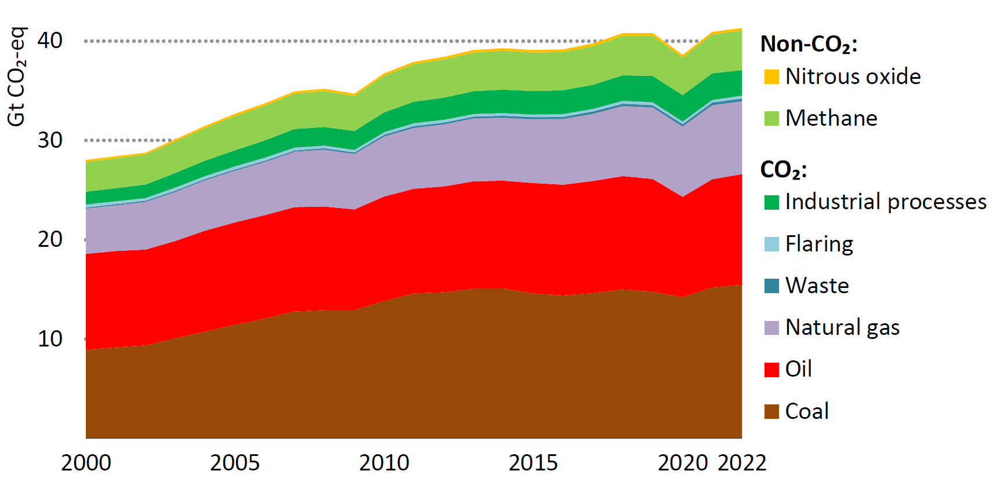 Gt CO₂-eq
40
30
20
10
2000 2005 2010 2015 2020 2022
Non-CO₂:
Nitrous oxide
Methane
CO₂:
Industrial processes
Flaring
Waste
Natural gas
Oil
Coal